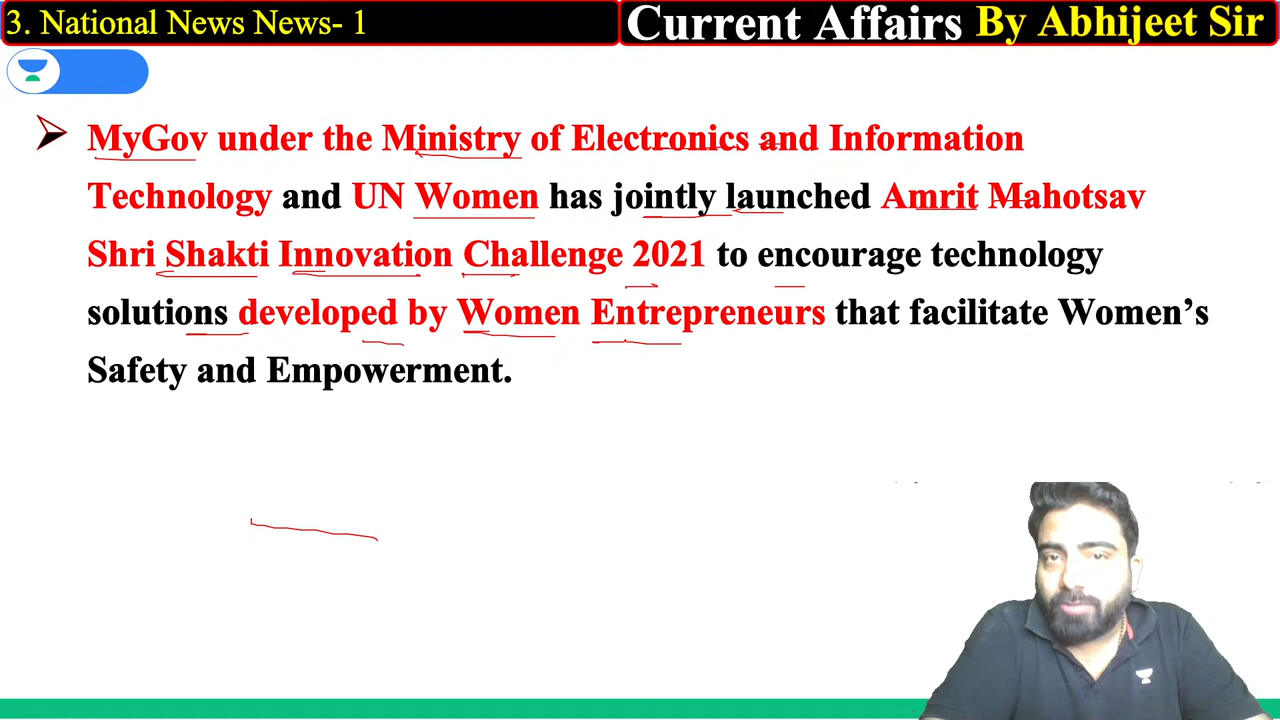 3. National News News- 1
Current Affairs By Abhijeet Sir
MyGov under the Ministry of Electronics and Information
Technology and UN Women has jointly launched Amrit Mahotsav
Shri Shakti Innovation Challenge 2021 to encourage technology
solutions developed by Women Entrepreneurs that facilitate Women’s
Safety and Empowerment.